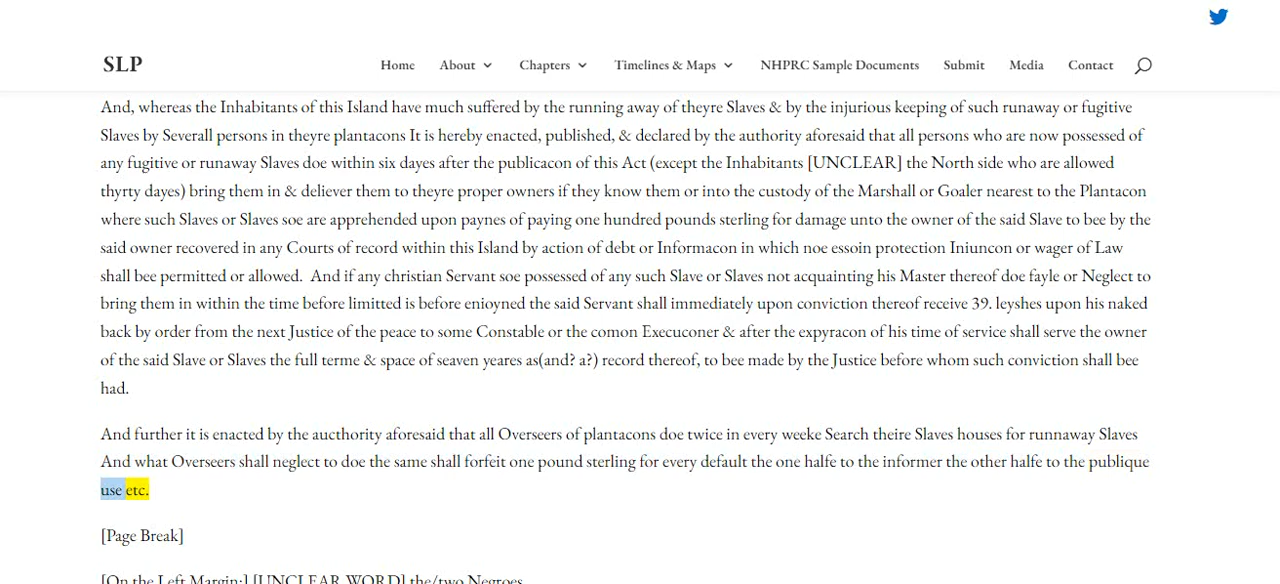 SLP
Home About Chapters Timelines & Maps NHPRC Sample Documents Submit Media Contact
And, whereas the Inhabitants of this Island have much suffered by the running away of theyre Slaves & by the injurious keeping of such runaway or fugitive
Slaves by Severall persons in theyre plantacons It is hereby enacted, published, & declared by the authority aforesaid that all persons who are now possessed of
any fugitive or runaway Slaves doe within six dayes after the publicacon of this Act (except the Inhabitants [UNCLEAR] the North side who are allowed
thyrty dayes) bring them in & deliever them to theyre proper owners if they know them or into the custody of the Marshall or Goaler nearest to the Plantacon
where such Slaves or Slaves soe are apprehended upon paynes of paying one hundred pounds sterling for damage unto the owner of the said Slave to bee by the
said owner recovered in any Courts of record within this Island by action of debt or Informacon in which noe essoin protection Iniuncon or wager of Law
shall bee permitted or allowed.  And if any christian Servant soe possessed of any such Slave or Slaves not acquainting his Master thereof doe fayle or Neglect to
bring them in within the time before limitted is before enioyned the said Servant shall immediately upon conviction thereof receive 39. leyshes upon his naked
back by order from the next Justice of the peace to some Constable or the comon Execuconer & after the expyracon of his time of service shall serve the owner
of the said Slave or Slaves the full terme & space of seaven yeares as(and? a?) record thereof, to bee made by the Justice before whom such conviction shall bee
had.
And further it is enacted by the aucthority aforesaid that all Overseers of plantacons doe twice in every weeke Search theire Slaves houses for runnaway Slaves
And what Overseers shall neglect to doe the same shall forfeit one pound sterling for every default the one halfe to the informer the other halfe to the publique
use etc.
[Page Break]
[On the Left Margin:] [UNCLEAR WORD] the/two Negroes